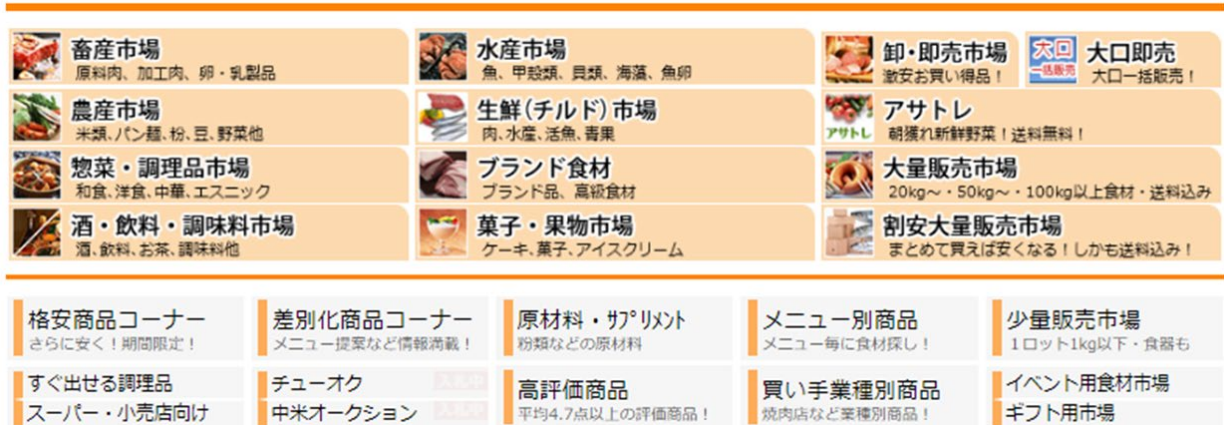 畜産市場
原料肉、加工肉、卵・乳製品
水産市場
魚、甲殻類、貝類、海藻、魚卵
卸・即売市場
激安お買い得品！
大口
一括販売
大口即売
大口一括販売！
農産市場
米類、パン麺、粉、豆、野菜他
生鮮(チルド)市場
肉、水産、活魚、青果
アサトレ
アサトレ
朝獲れ新鮮野菜！送料無料！
惣菜・調理品市場
和食、洋食、中華、エスニック
ブランド食材
ブランド品、高級食材
大量販売市場
20kg～・50kg～・100kg以上食材・送料込み
酒・飲料・調味料市場
酒、飲料、お茶、調味料他
菓子・果物市場
ケーキ、菓子、アイスクリーム
割安大量販売市場
まとめて買えば安くなる！しかも送料込み！
格安商品コーナー
さらに安く！期間限定！
差別化商品コーナー
メニュー提案など情報満載！
原材料・ｻﾌﾟﾘﾒﾝﾄ
粉類などの原材料
メニュー別商品
メニュー毎に食材探し！
少量販売市場
1ロット1kg以下・食器も
すぐ出せる調理品
スーパー・小売店向け
チューオク
入札中
中米オークション
入札中
高評価商品
平均4.7点以上の評価商品！
買い手業種別商品
焼肉店など業種別商品！
イベント用食材市場
ギフト用市場